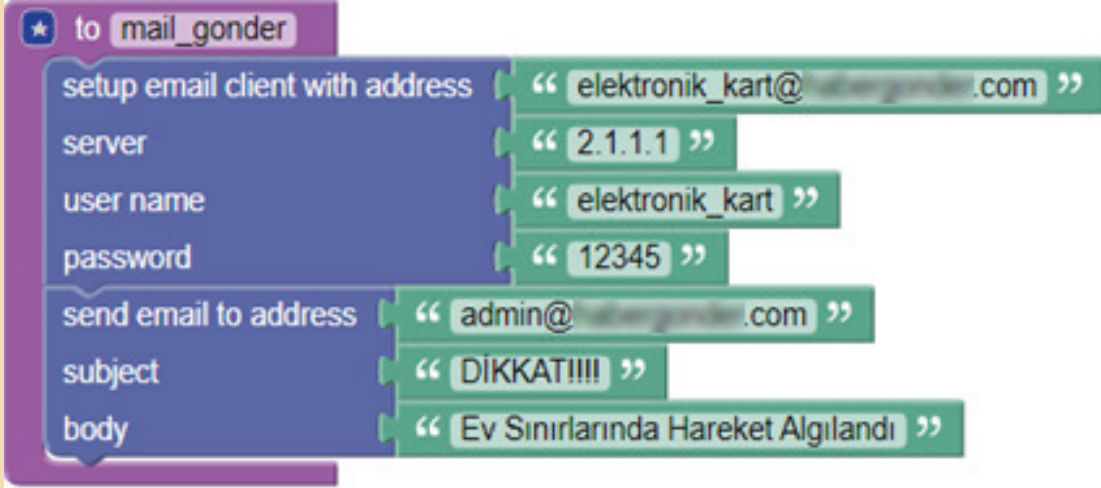 to mail_gonder
setup email client with address “ elektronik_kart@ .com ”
server “ 2.1.1.1 ”
user name “ elektronik_kart ”
password “ 12345 ”
send email to address “ admin@ .com ”
subject “ DİKKAT!!!! ”
body “ Ev Sınırlarında Hareket Algılandı ”